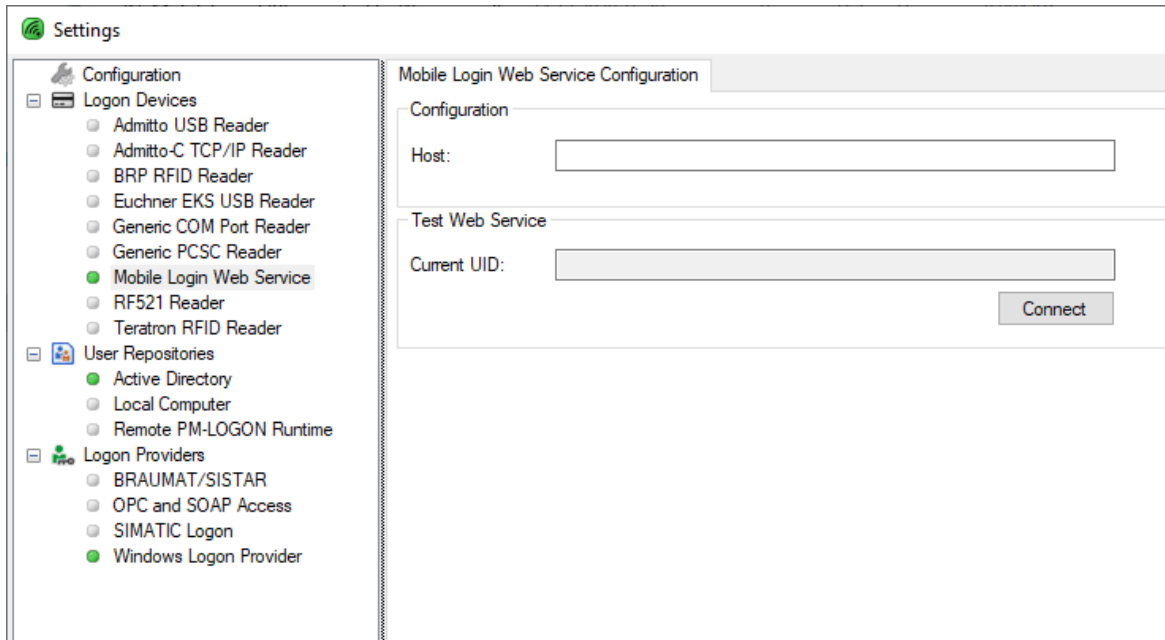 Settings
Configuration
Logon Devices
Admitto USB Reader
Admitto-C TCP/IP Reader
BRP RFID Reader
Euchner EKS USB Reader
Generic COM Port Reader
Generic PCSC Reader
Mobile Login Web Service
RF521 Reader
Teratron RFID Reader
User Repositories
Active Directory
Local Computer
Remote PM-LOGON Runtime
Logon Providers
BRAUMAT/SISTAR
OPC and SOAP Access
SIMATIC Logon
Windows Logon Provider
Mobile Login Web Service Configuration
Configuration
Host:
Test Web Service
Current UID:
Connect